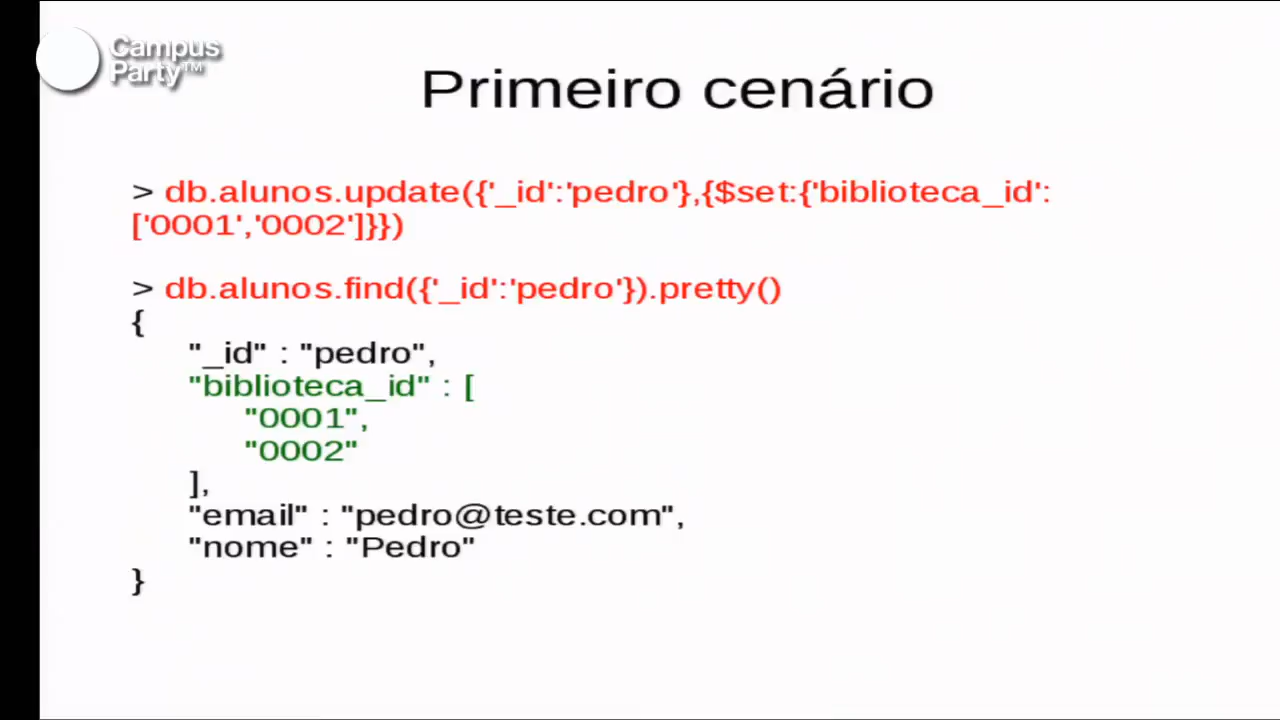 Campus
Party™
Primeiro cenário
> db.alunos.update({'_id':'pedro'},{$set:{'biblioteca_id':
['0001','0002']}})
> db.alunos.find({'_id':'pedro'}).pretty()
{
"_id" : "pedro",
"biblioteca_id" : [
"0001",
"0002"
],
"email" : "pedro@teste.com",
"nome" : "Pedro"
}